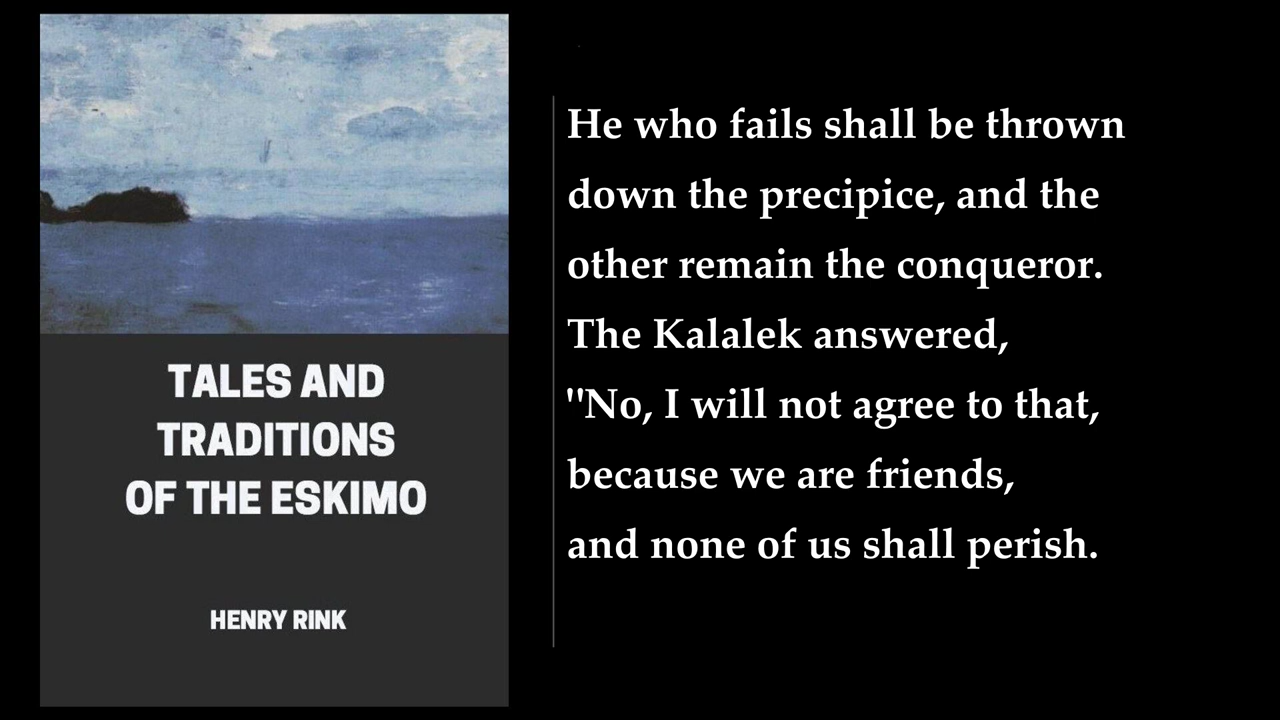 TALES AND
TRADITIONS
OF THE ESKIMO
HENRY RINK
He who fails shall be thrown
down the precipice, and the
other remain the conqueror.
The Kalalek answered,
"No, I will not agree to that,
because we are friends,
and none of us shall perish.